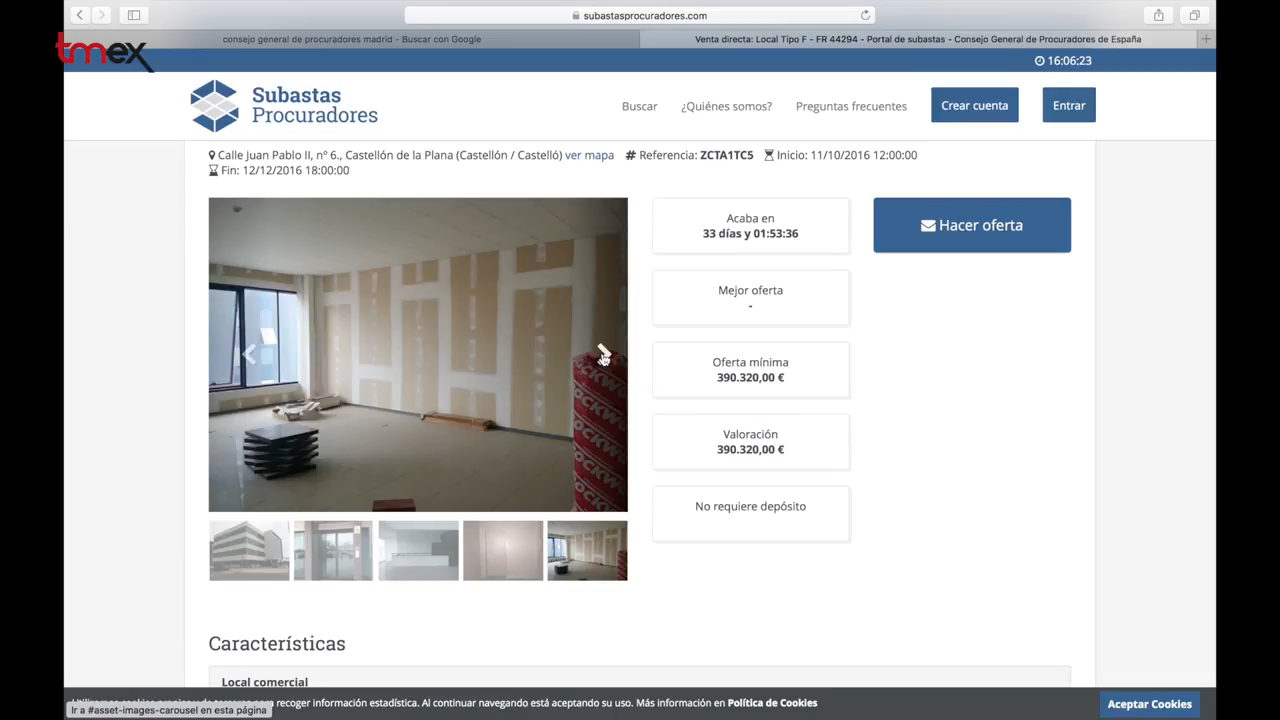 subastasprocuradores.com
consejo general de procuradores madrid - Buscar con Google
Venta directa: Local Tipo F - FR 44294 - Portal de subastas - Consejo General de Procuradores de España
tmex
16:06:23
Subastas
Procuradores
Buscar
¿Quiénes somos?
Preguntas frecuentes
Crear cuenta
Entrar
Calle Juan Pablo II, nº 6., Castellón de la Plana (Castellón / Castelló) ver mapa # Referencia: ZCTA1TC5 Inicio: 11/10/2016 12:00:00
Fin: 12/12/2016 18:00:00
Acaba en
33 días y 01:53:36
Hacer oferta
Mejor oferta
-
Oferta mínima
390.320,00 €
Valoración
390.320,00 €
No requiere depósito
ROCKWO
Características
Local comercial
recoger información estadística. Al continuar navegando está aceptando su uso. Más información en Política de Cookies
Aceptar Cookies
Ir a #asset-images-carousel en esta página